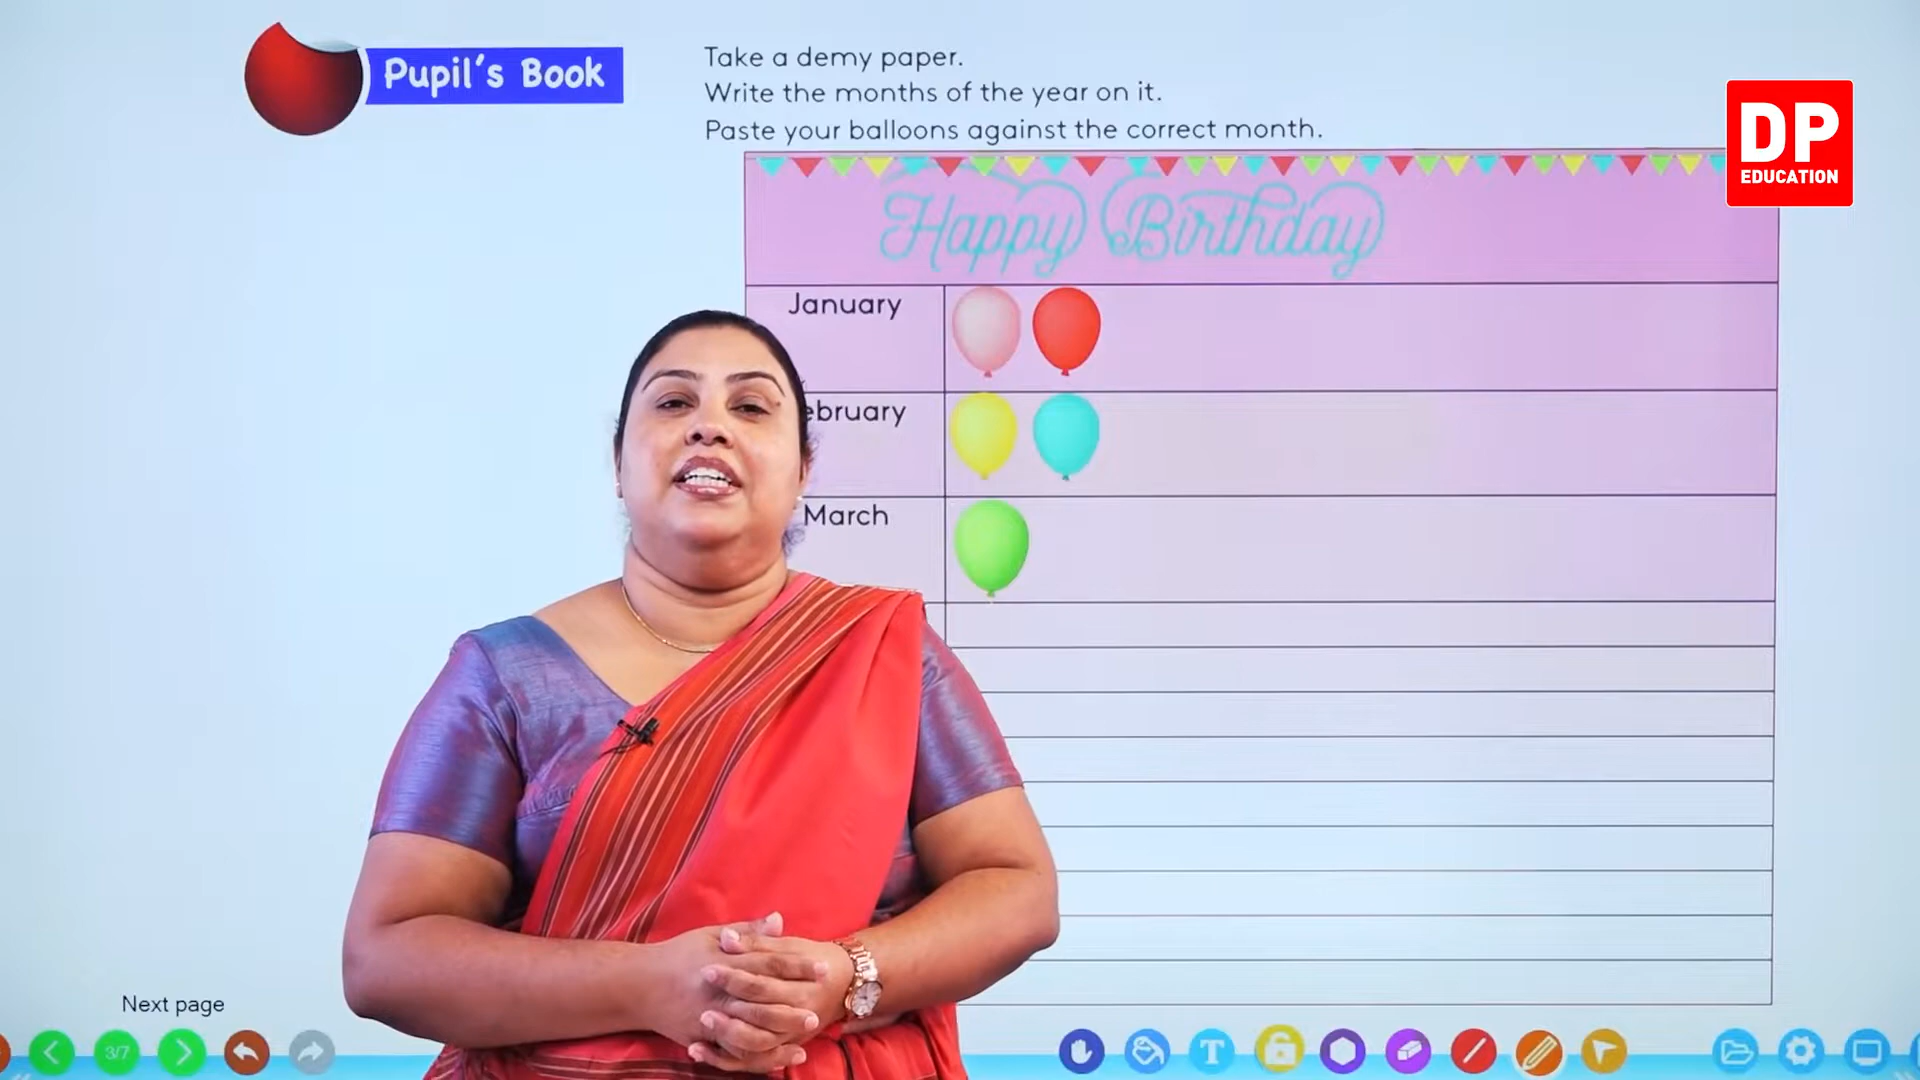 Pupil's Book
Take a demy paper.
Write the months of the year on it.
Paste your balloons against the correct month.
DP
EDUCATION
Happy Birthday
January
ebruary
March
Next page
3/7
T